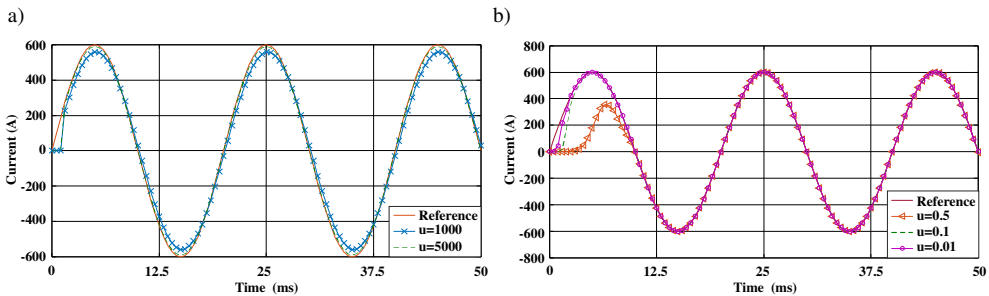 a)
600
400
200
0
-200
-400
-600
Current (A)
0
12.5
25
37.5
50
Time (ms)
Reference
u=1000
u=5000
b)
800
600
400
200
0
-200
-400
-600
-800
Current (A)
0
12.5
25
37.5
50
Time (ms)
Reference
u=0.5
u=0.1
u=0.01